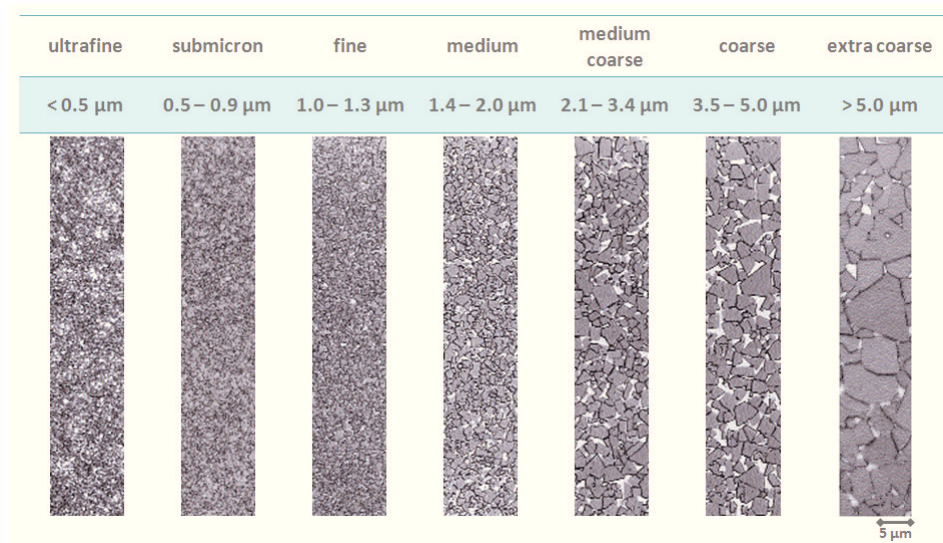 ultrafine
submicron
fine
medium
medium
coarse
coarse
extra coarse
< 0.5 µm
0.5 – 0.9 µm
1.0 – 1.3 µm
1.4 – 2.0 µm
2.1 – 3.4 µm
3.5 – 5.0 µm
> 5.0 µm
5 µm